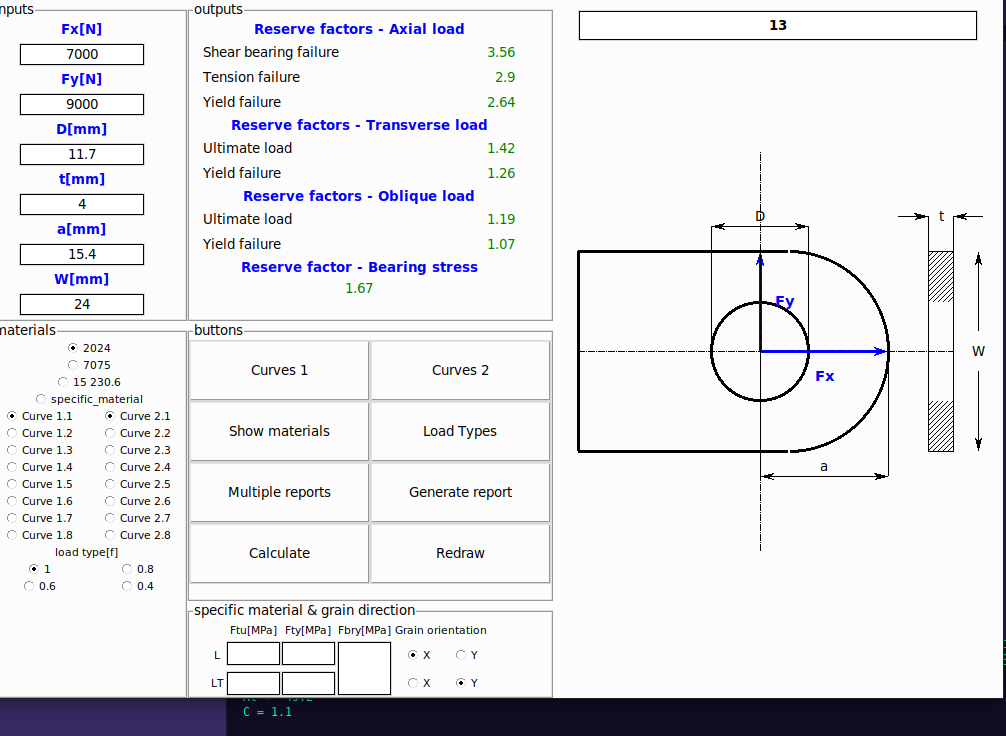 nputs
Fx[N]
7000
Fy[N]
9000
D[mm]
11.7
t[mm]
4
a[mm]
15.4
W[mm]
24
outputs
Reserve factors - Axial load
Shear bearing failure 3.56
Tension failure 2.9
Yield failure 2.64
Reserve factors - Transverse load
Ultimate load 1.42
Yield failure 1.26
Reserve factors - Oblique load
Ultimate load 1.19
Yield failure 1.07
Reserve factor - Bearing stress
1.67
materials
2024
7075
15 230.6
specific_material
Curve 1.1 Curve 2.1
Curve 1.2 Curve 2.2
Curve 1.3 Curve 2.3
Curve 1.4 Curve 2.4
Curve 1.5 Curve 2.5
Curve 1.6 Curve 2.6
Curve 1.7 Curve 2.7
Curve 1.8 Curve 2.8
load type[f]
1 0.8
0.6 0.4
buttons
Curves 1 Curves 2
Show materials Load Types
Multiple reports Generate report
Calculate Redraw
specific material & grain direction
Ftu[MPa] Fty[MPa] Fbry[MPa] Grain orientation
L X Y
LT X Y
13
D
t
Fy
W
Fx
a
C = 1.1